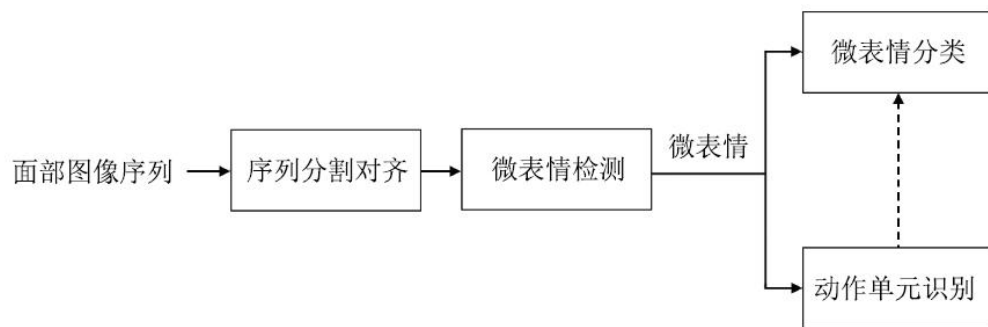 面部图像序列
序列分割对齐
微表情检测
微表情
微表情分类
动作单元识别